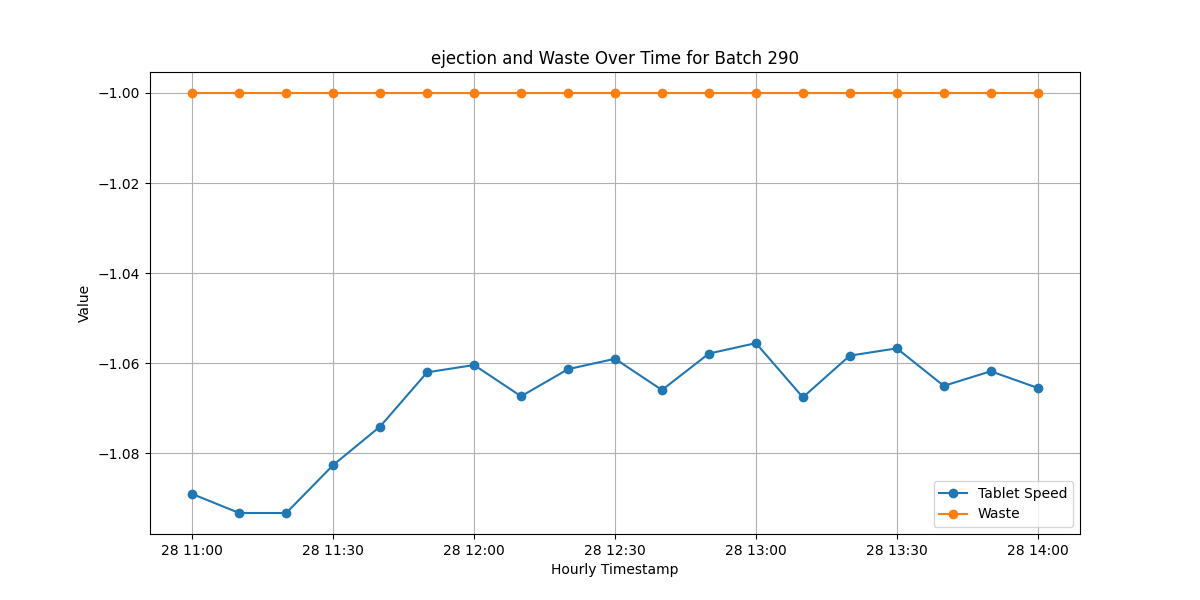 ejection and Waste Over Time for Batch 290
−1.00
−1.02
−1.04
−1.06
−1.08
Value
28 11:00 28 11:30 28 12:00 28 12:30 28 13:00 28 13:30 28 14:00
Hourly Timestamp
Tablet Speed
Waste